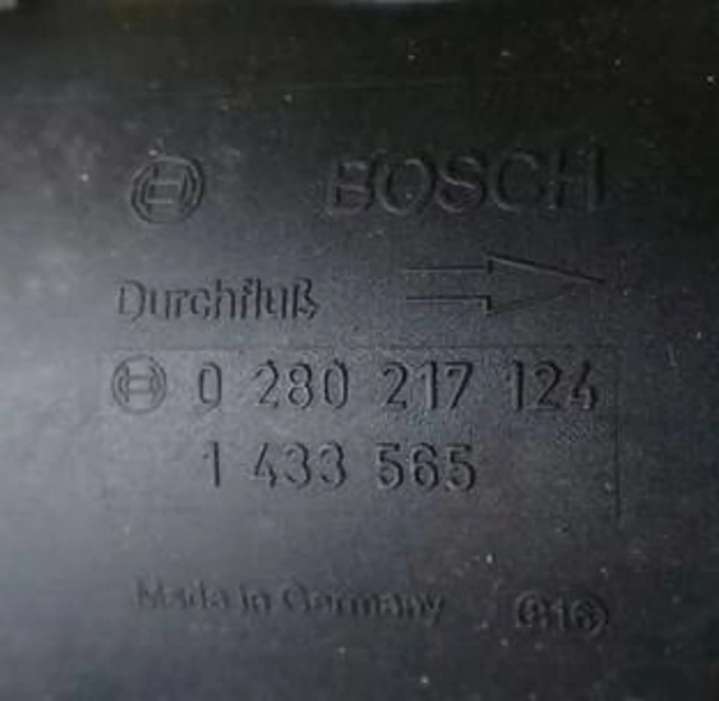 BOSCH
Durchfluß
0 280 217 124
1 433 565
Made in Germany